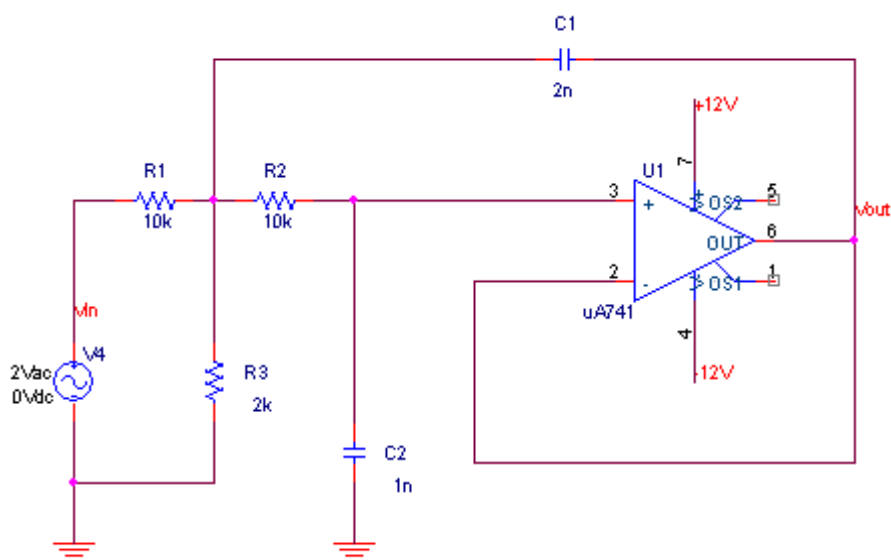 C1
2n
+12V
R1
R2
U1
7
5
3
+
OS2
Vout
10k
10k
OUT
6
2
-
OS1
1
uA741
4
-12V
Vin
V4
2Vac
0Vdc
R3
2k
C2
1n